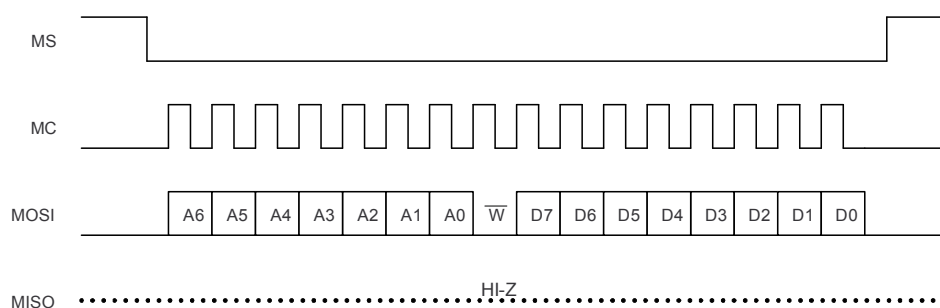 MS
MC
MOSI A6 A5 A4 A3 A2 A1 A0 W̅ D7 D6 D5 D4 D3 D2 D1 D0
HI-Z
MISO